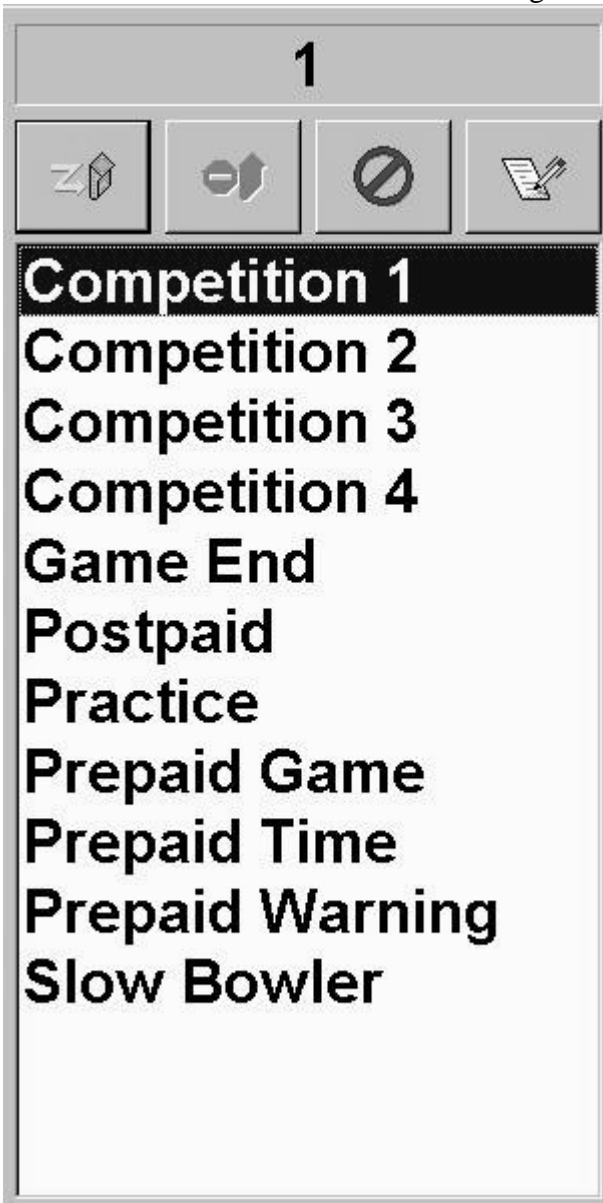 1
Competition 1
Competition 2
Competition 3
Competition 4
Game End
Postpaid
Practice
Prepaid Game
Prepaid Time
Prepaid Warning
Slow Bowler